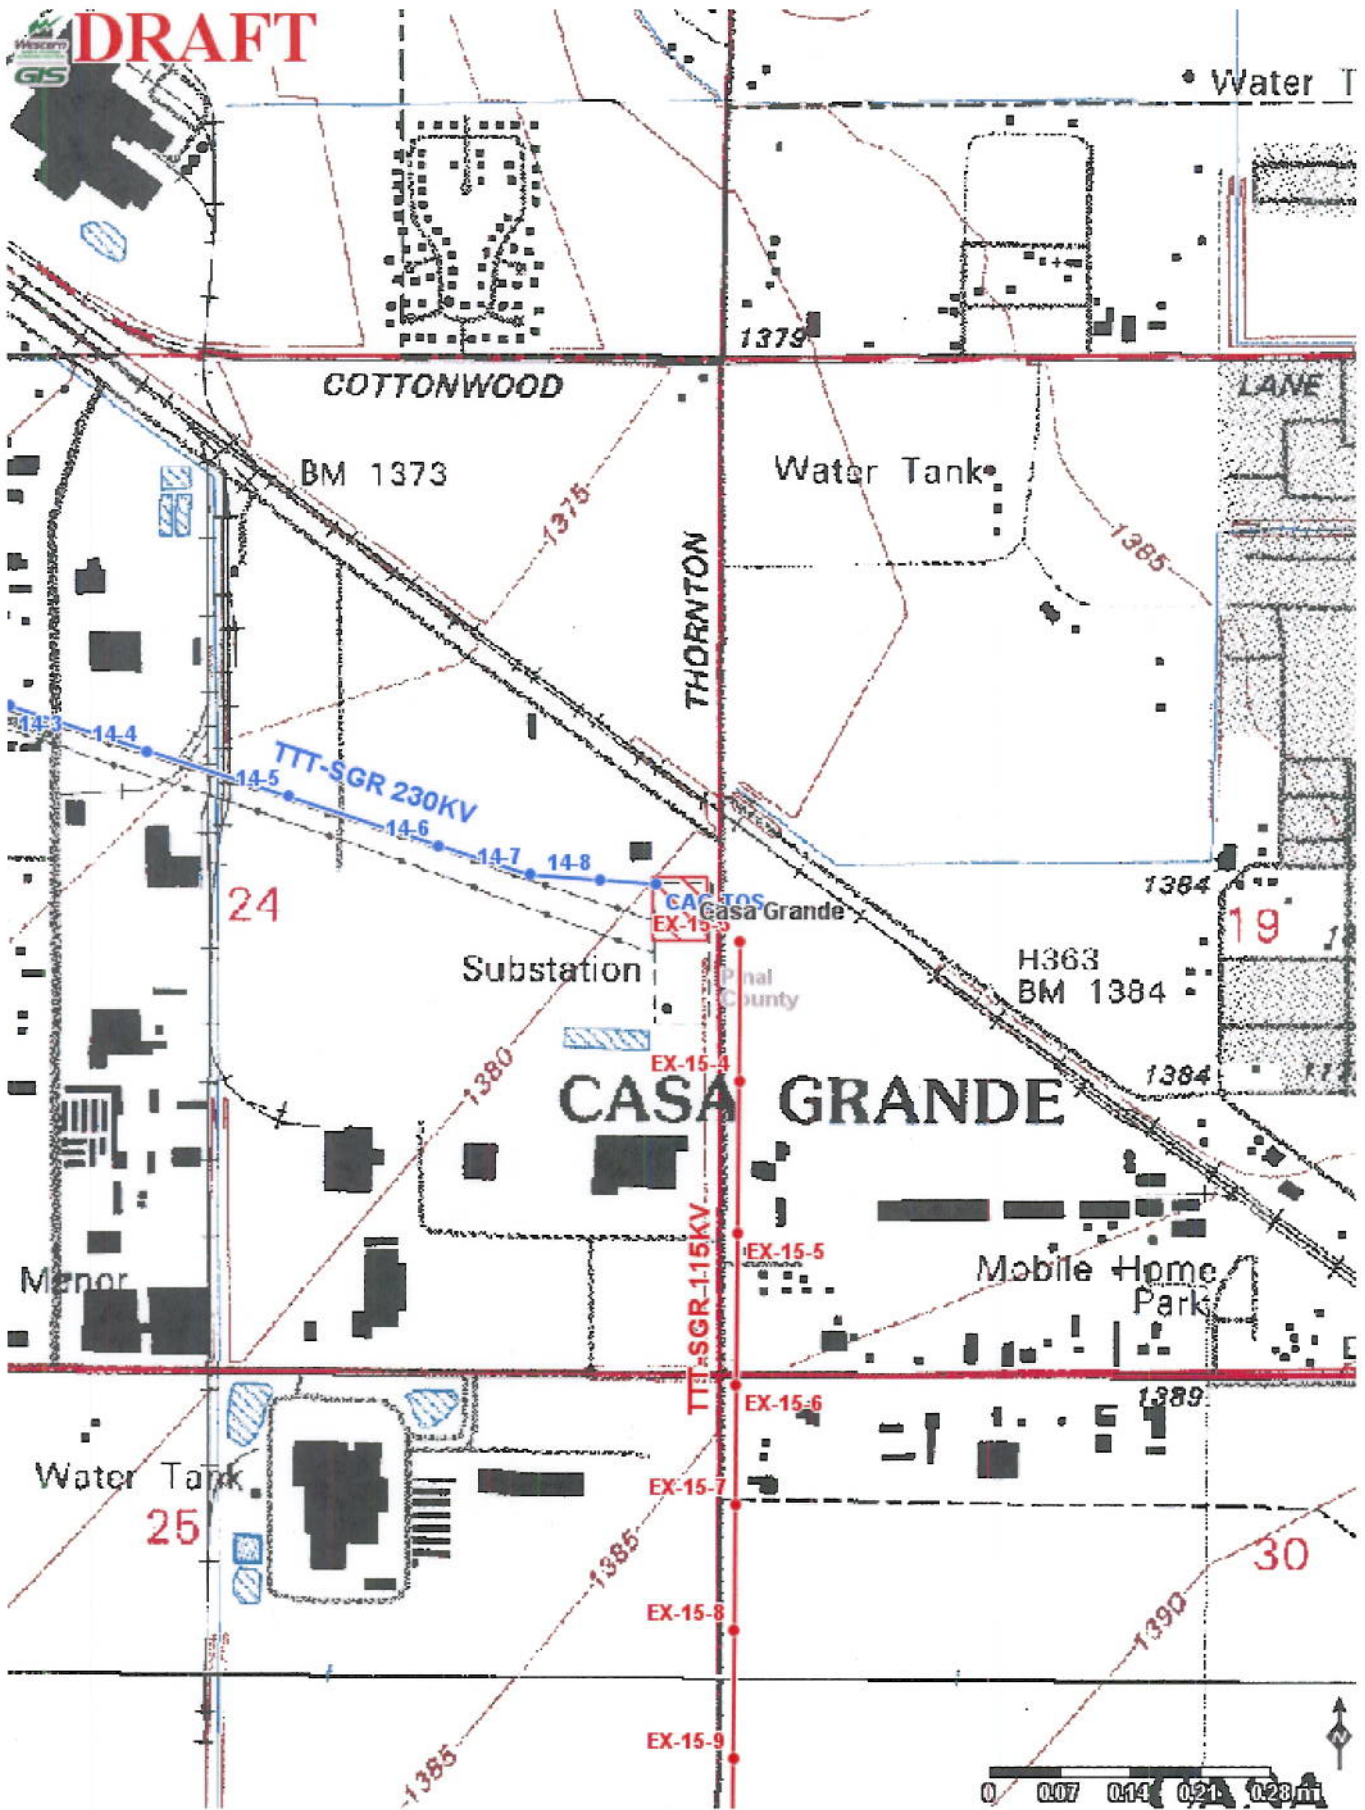 DRAFT
Western
GIS
Water T
1379
COTTONWOOD
LANE
BM 1373
Water Tank
1375
1385
THORNTON
14-3
14-4
TTT-SGR 230KV
14-5
14-6
14-7
14-8
1384
24
CAG-TOS
Casa Grande
19
EX-15-3
Substation
Pinal
County
H363
BM 1384
1380
EX-15-4
1384
CASA GRANDE
TTT-SGR-115KV
EX-15-5
Manor
Mobile Home
Park
EX-15-6
1389
Water Tank
EX-15-7
25
1385
30
EX-15-8
1390
EX-15-9
1385
N
0 0.07 0.14 0.21 0.28 mi